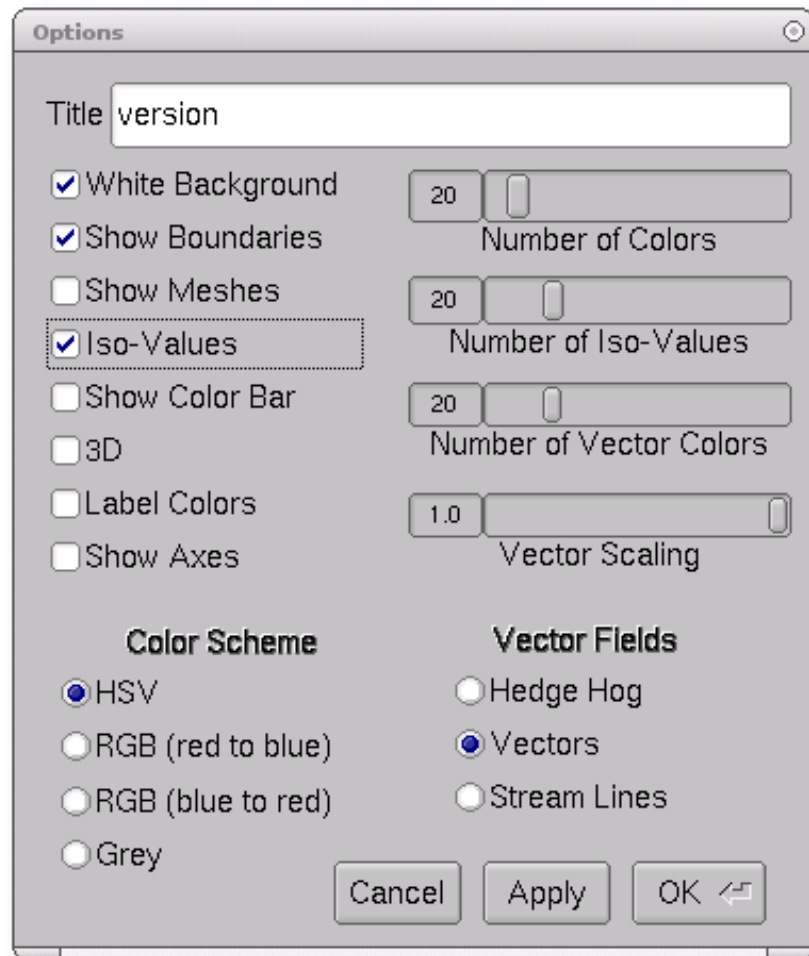 Options
Title version
White Background
Show Boundaries
Show Meshes
Iso-Values
Show Color Bar
3D
Label Colors
Show Axes
20
Number of Colors
20
Number of Iso-Values
20
Number of Vector Colors
1.0
Vector Scaling
Color Scheme
HSV
RGB (red to blue)
RGB (blue to red)
Grey
Vector Fields
Hedge Hog
Vectors
Stream Lines
Cancel Apply OK